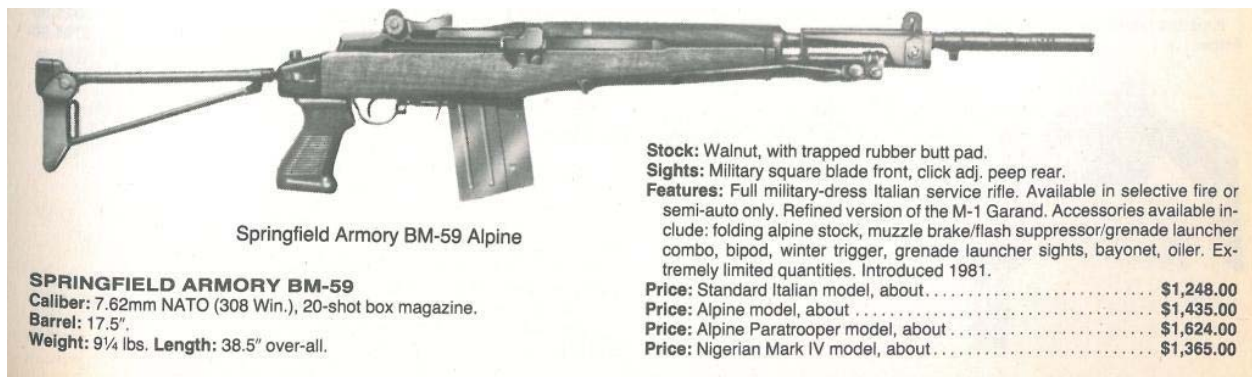 Springfield Armory BM-59 Alpine
SPRINGFIELD ARMORY BM-59
Caliber: 7.62mm NATO (308 Win.), 20-shot box magazine.
Barrel: 17.5".
Weight: 9¼ lbs. Length: 38.5" over-all.
Stock: Walnut, with trapped rubber butt pad.
Sights: Military square blade front, click adj. peep rear.
Features: Full military-dress Italian service rifle. Available in selective fire or
semi-auto only. Refined version of the M-1 Garand. Accessories available in-
clude: folding alpine stock, muzzle brake/flash suppressor/grenade launcher
combo, bipod, winter trigger, grenade launcher sights, bayonet, oiler. Ex-
tremely limited quantities. Introduced 1981.
Price: Standard Italian model, about.......................... $1,248.00
Price: Alpine model, about .................................. $1,435.00
Price: Alpine Paratrooper model, about ....................... $1,624.00
Price: Nigerian Mark IV model, about......................... $1,365.00